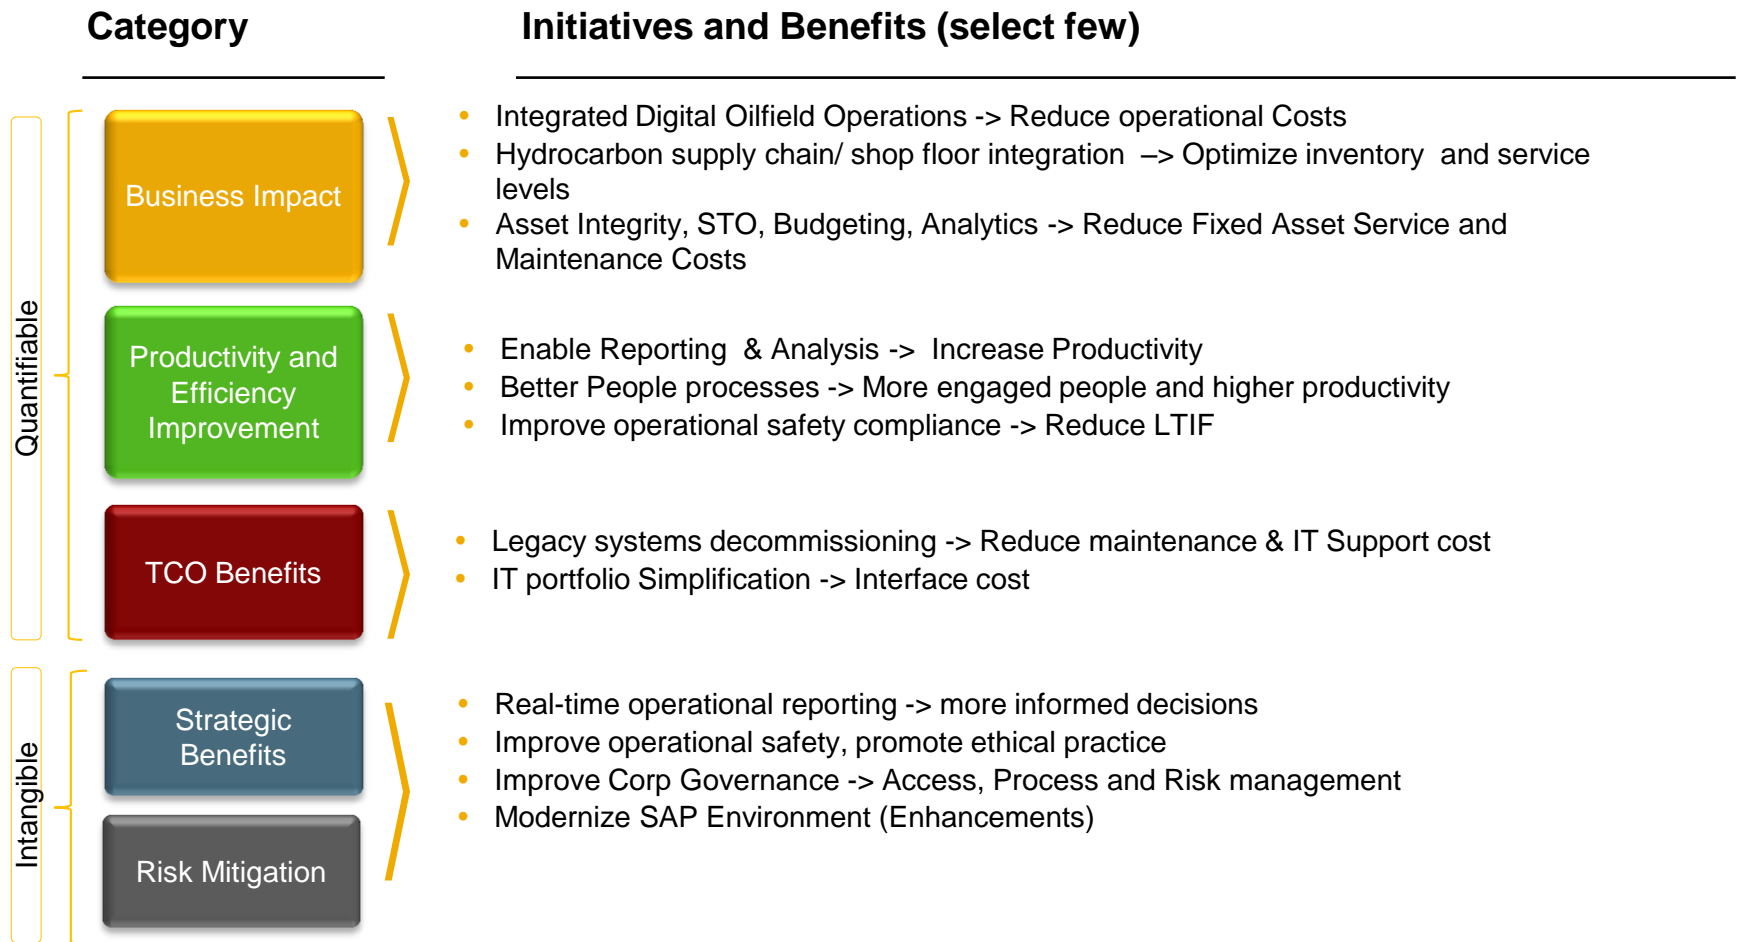 Category
Initiatives and Benefits (select few)
Quantifiable
Business Impact
• Integrated Digital Oilfield Operations -> Reduce operational Costs
• Hydrocarbon supply chain/ shop floor integration –> Optimize inventory and service
levels
• Asset Integrity, STO, Budgeting, Analytics -> Reduce Fixed Asset Service and
Maintenance Costs
Productivity and
Efficiency
Improvement
• Enable Reporting & Analysis -> Increase Productivity
• Better People processes -> More engaged people and higher productivity
• Improve operational safety compliance -> Reduce LTIF
TCO Benefits
• Legacy systems decommissioning -> Reduce maintenance & IT Support cost
• IT portfolio Simplification -> Interface cost
Intangible
Strategic
Benefits
Risk Mitigation
• Real-time operational reporting -> more informed decisions
• Improve operational safety, promote ethical practice
• Improve Corp Governance -> Access, Process and Risk management
• Modernize SAP Environment (Enhancements)